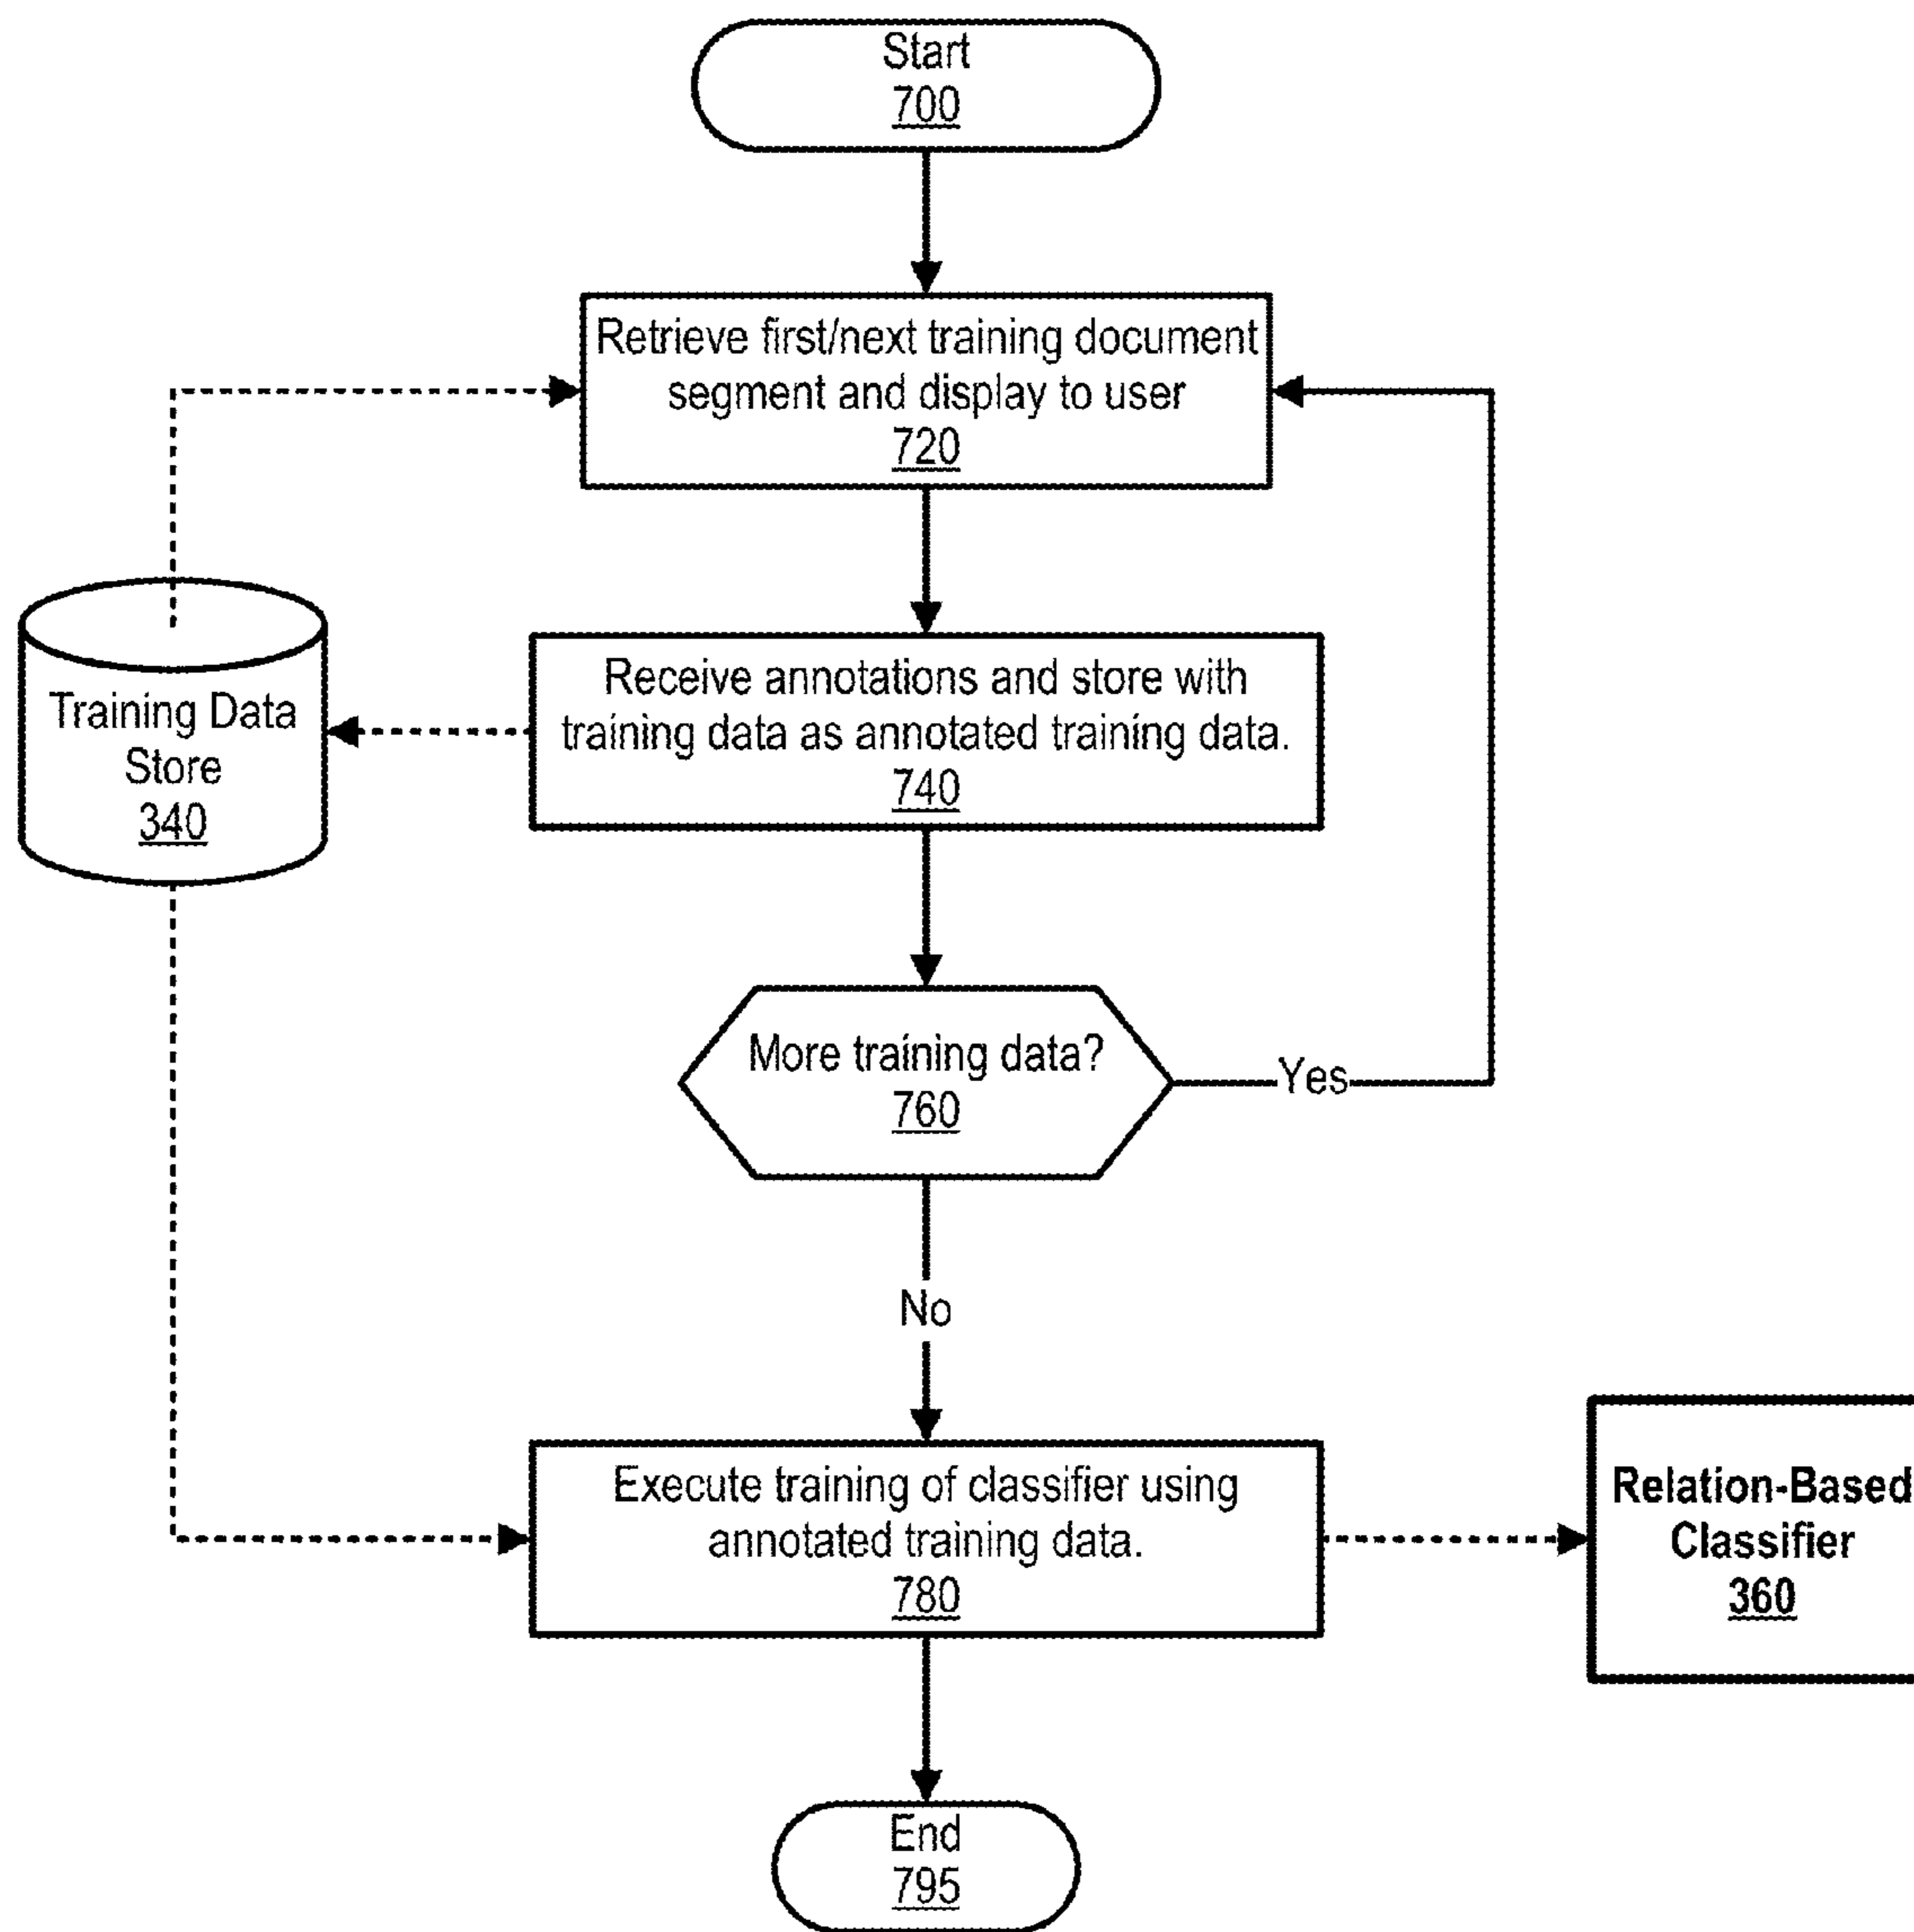 Start
700
Retrieve first/next training document
segment and display to user
720
Training Data
Store
340
Receive annotations and store with
training data as annotated training data.
740
More training data?
760
Yes
No
Execute training of classifier using
annotated training data.
780
Relation-Based
Classifier
360
End
795